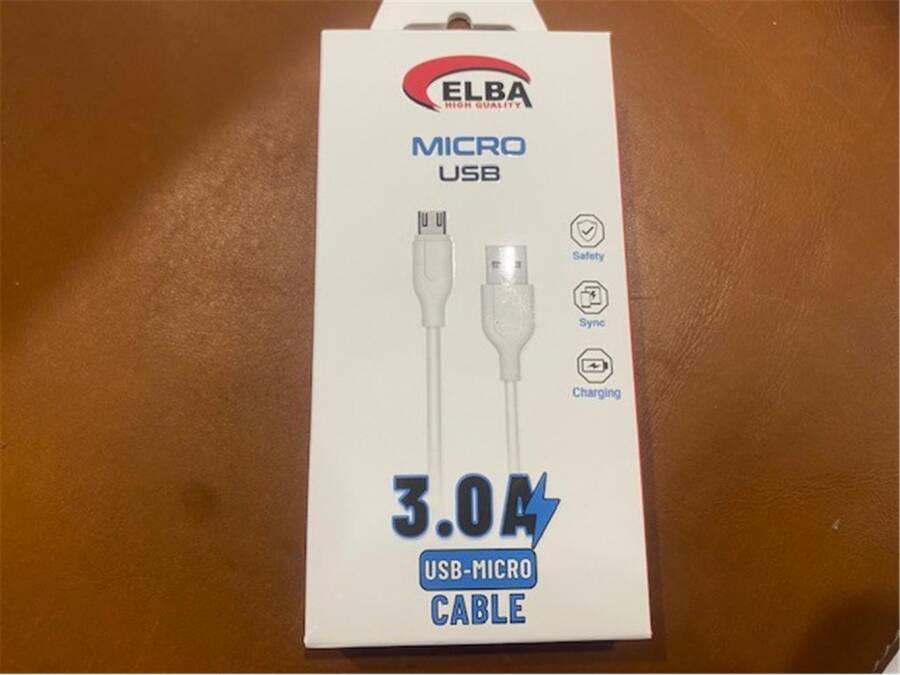 ELBA
HIGH QUALITY
MICRO
USB
Safety
Sync
Charging
3.0A
USB-MICRO
CABLE